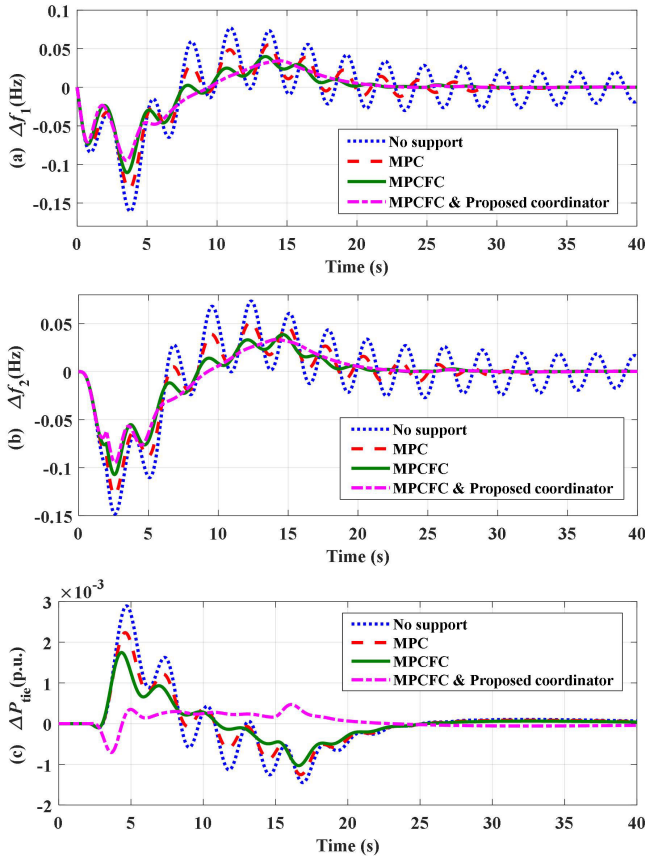 0.1
0.05
0
-0.05
-0.1
-0.15
(a) Δf1(Hz)
No support
MPC
MPCFC
MPCFC & Proposed coordinator
0 5 10 15 20 25 30 35 40
Time (s)
0.05
0
-0.05
-0.1
-0.15
(b) Δf2(Hz)
No support
MPC
MPCFC
MPCFC & Proposed coordinator
0 5 10 15 20 25 30 35 40
Time (s)
×10-3
3
2
1
0
-1
-2
(c) ΔPtie(p.u.)
No support
MPC
MPCFC
MPCFC & Proposed coordinator
0 5 10 15 20 25 30 35 40
Time (s)